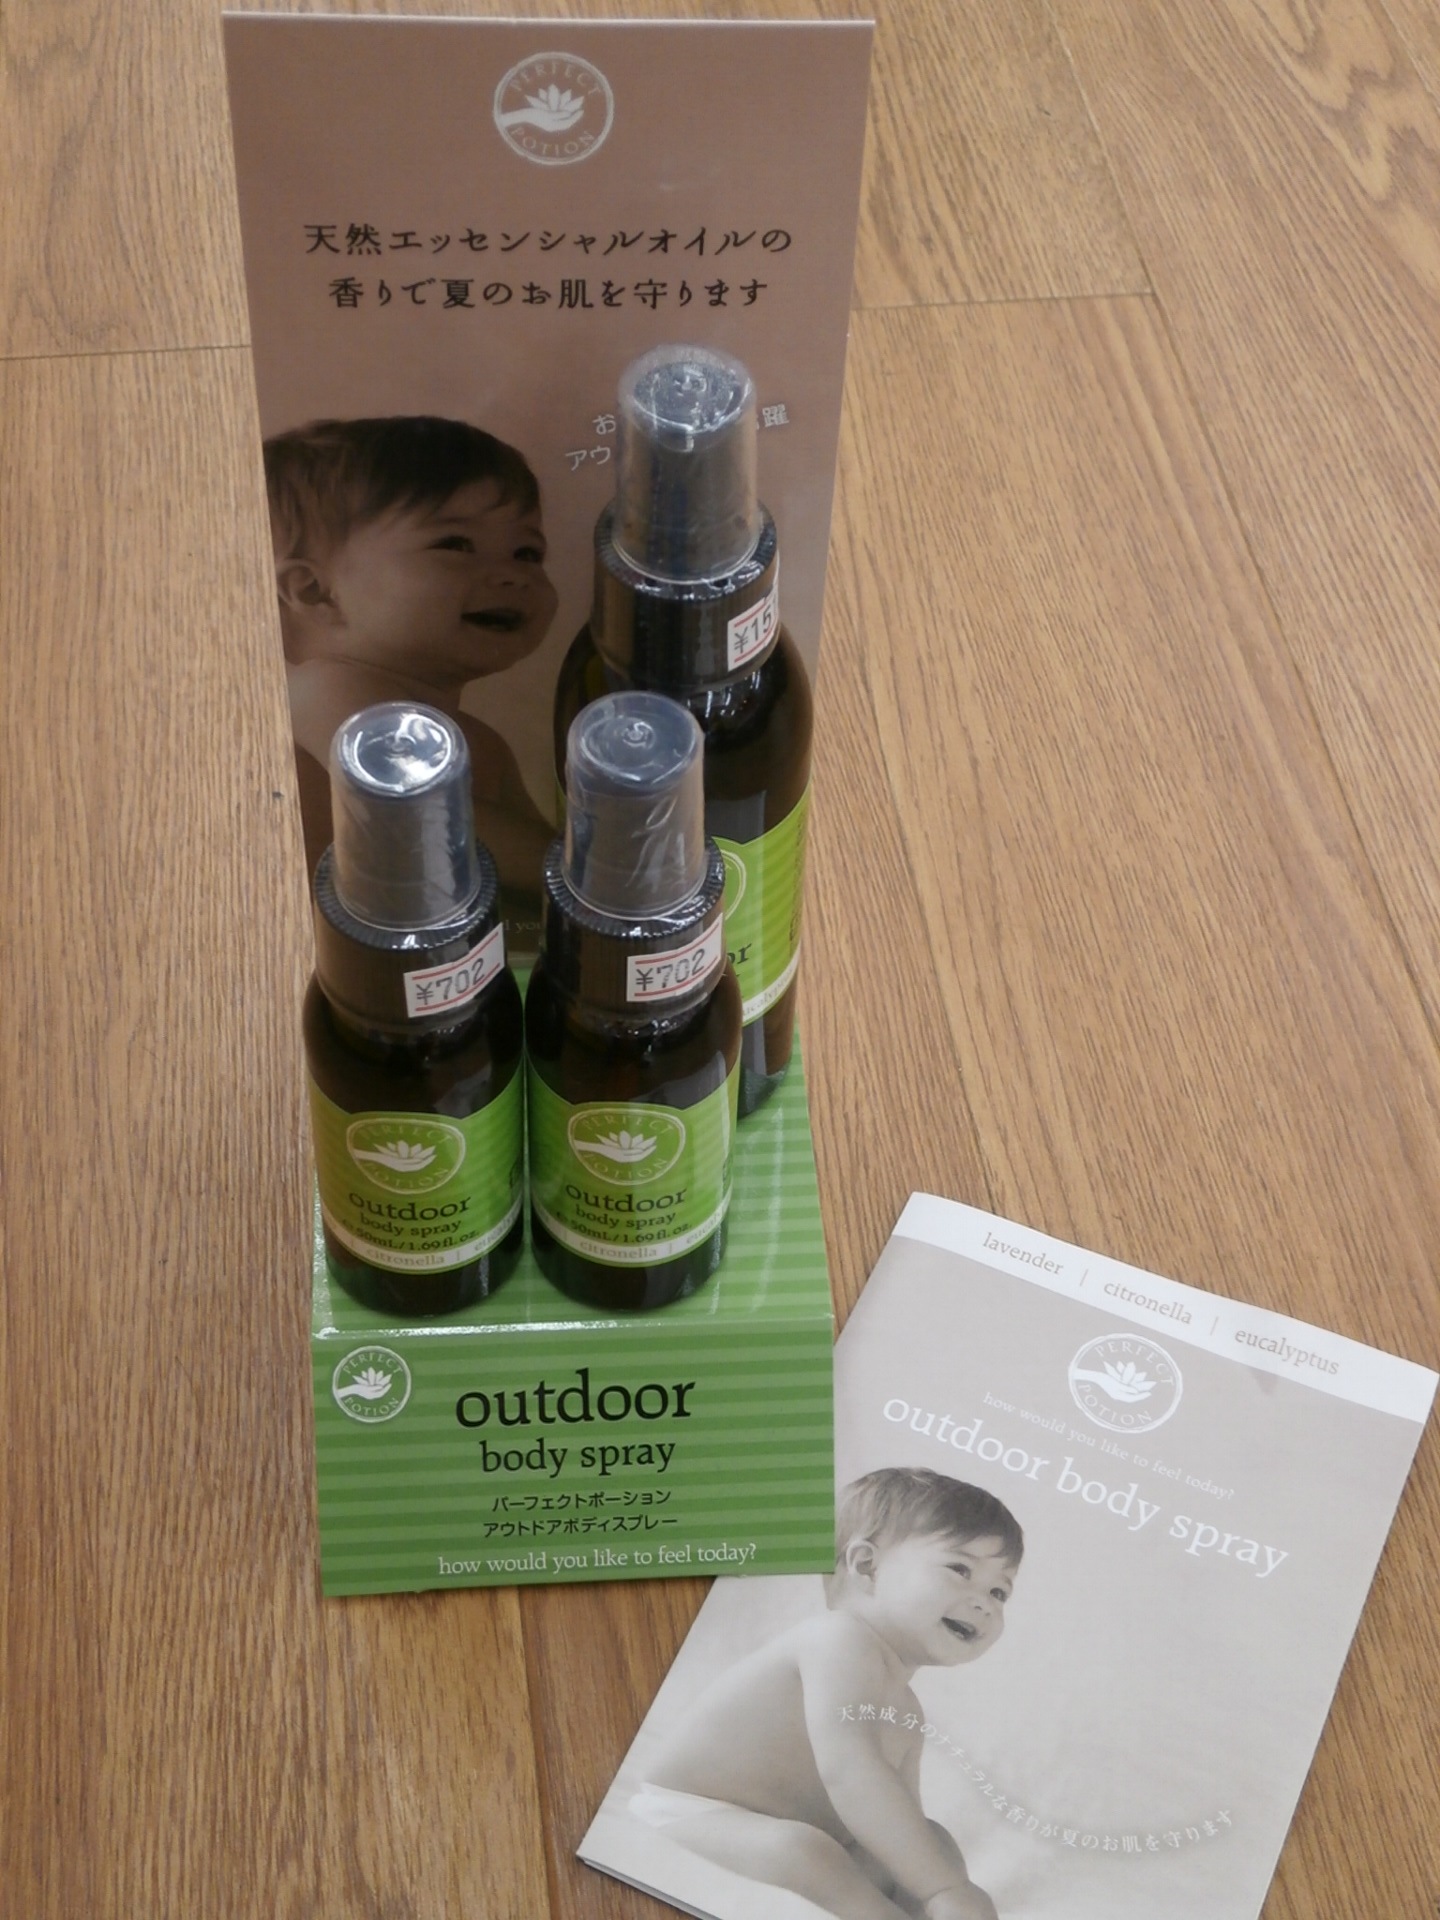 PERFECT POTION
天然エッセンシャルオイルの
香りで夏のお肌を守ります
お 躍
アウ
¥15
¥702
¥702
PERFECT POTION
outdoor
body spray
50mL/1.69fl.oz.
citronella |
PERFECT POTION
outdoor
body spray
50mL/1.69fl.oz.
citronella |
PERFECT POTION
outdoor
body spray
パーフェクトポーション
アウトドアボディスプレー
how would you like to feel today?
lavender | citronella | eucalyptus
PERFECT POTION
how would you like to feel today?
outdoor body spray
天然成分のナチュラルな香りが夏のお肌を守ります